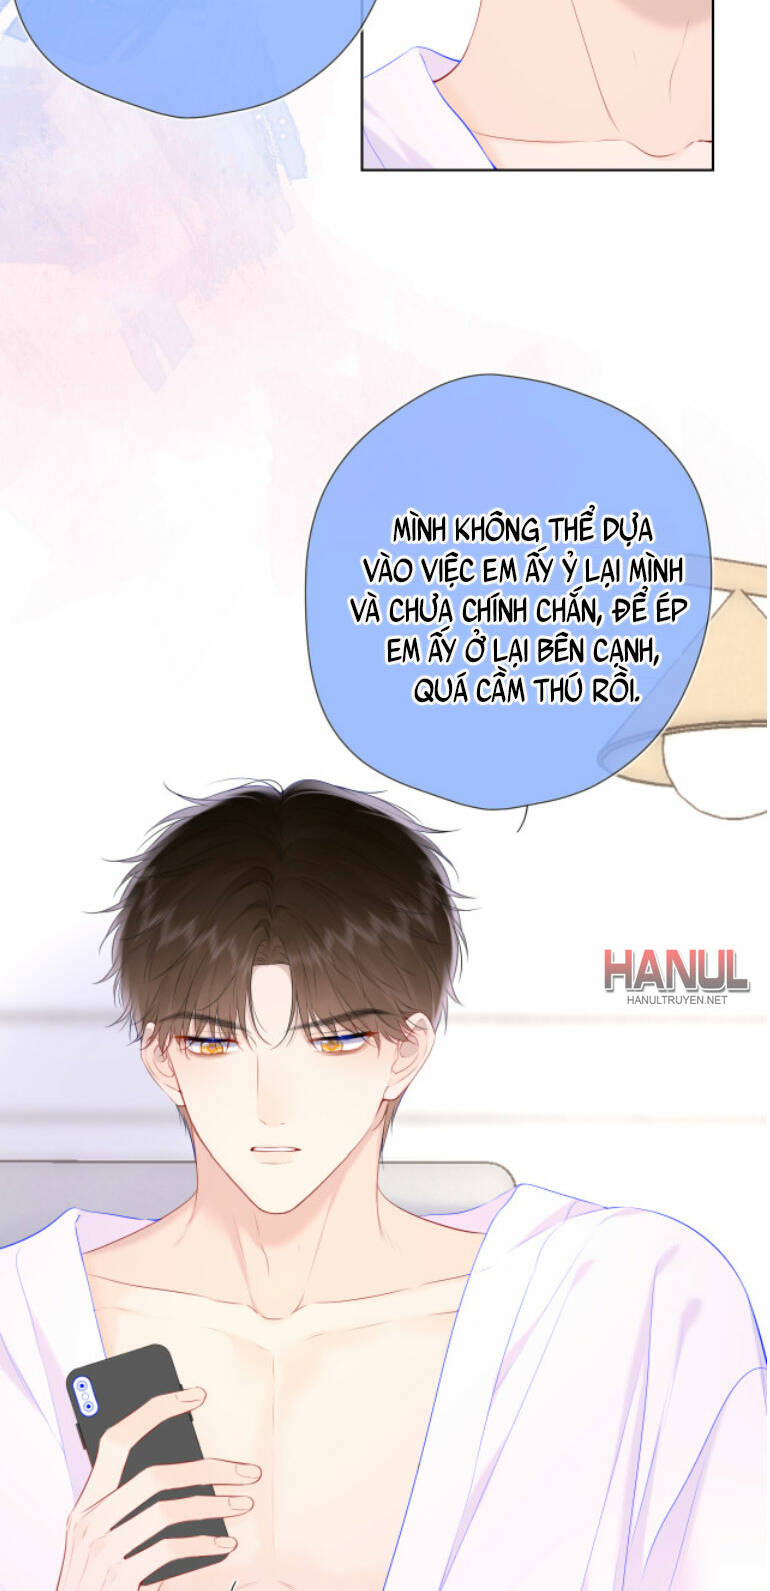 MÌNH KHÔNG THỂ DỰA
VÀO VIỆC EM ẤY Ỷ LẠI MÌNH
VÀ CHƯA CHÍNH CHẮN, ĐỂ ÉP
EM ẤY Ở LẠI BÊN CẠNH,
QUÁ CẦM THÚ RỒI.
HANUL
HANULTRUYEN.NET